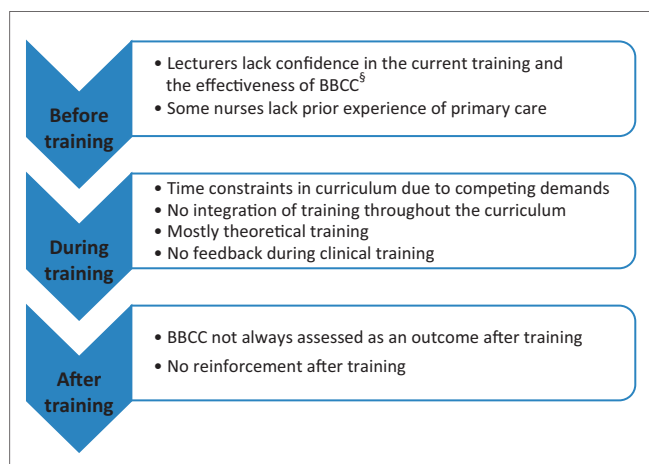 • Lecturers lack confidence in the current training and
the effectiveness of BBCC§
• Some nurses lack prior experience of primary care
Before
training
• Time constraints in curriculum due to competing demands
• No integration of training throughout the curriculum
• Mostly theoretical training
• No feedback during clinical training
During
training
• BBCC not always assessed as an outcome after training
• No reinforcement after training
After
training